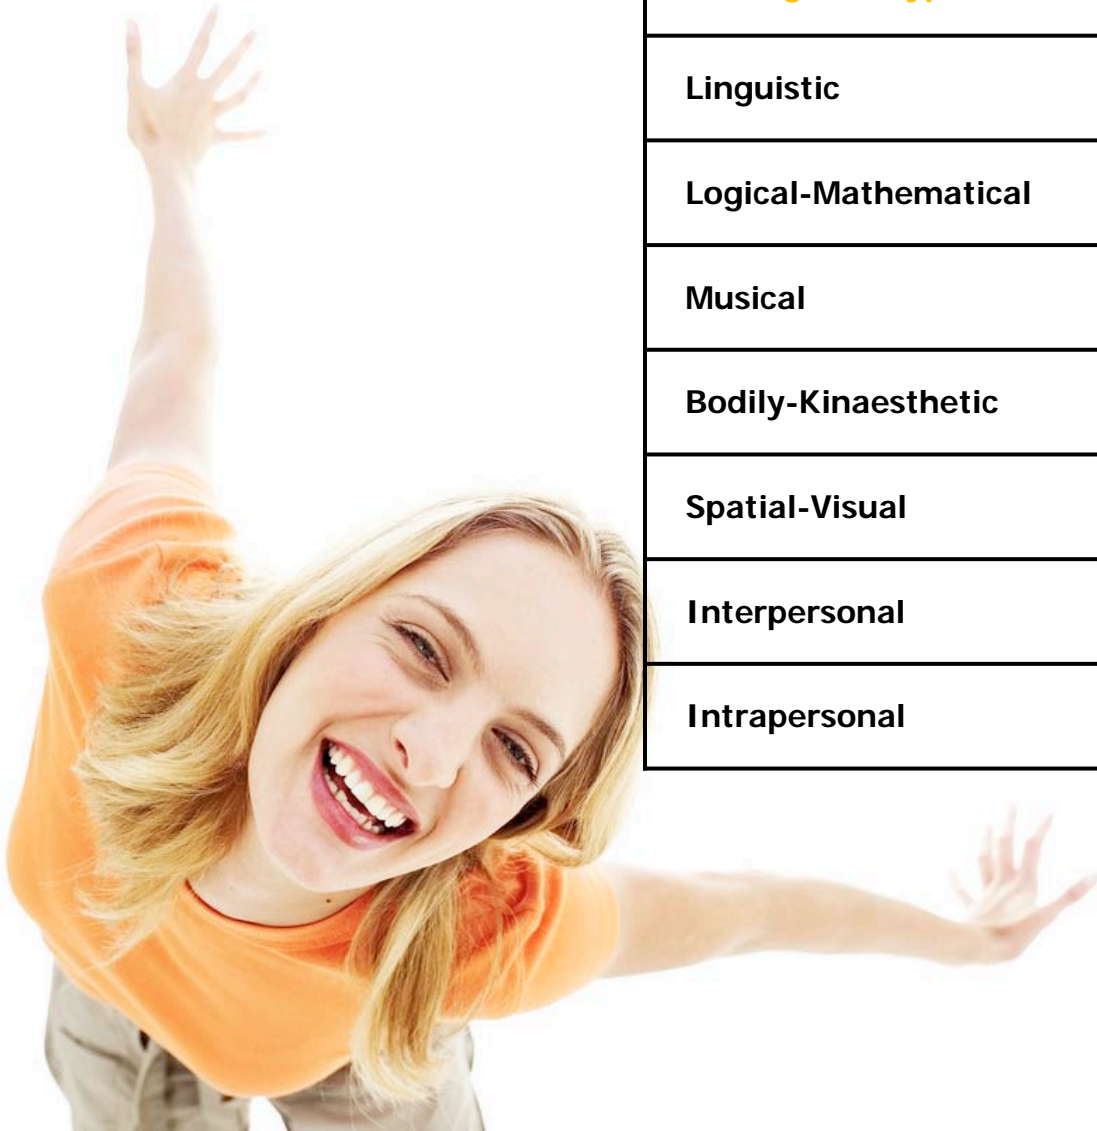 Linguistic
Logical-Mathematical
Musical
Bodily-Kinaesthetic
Spatial-Visual
Interpersonal
Intrapersonal